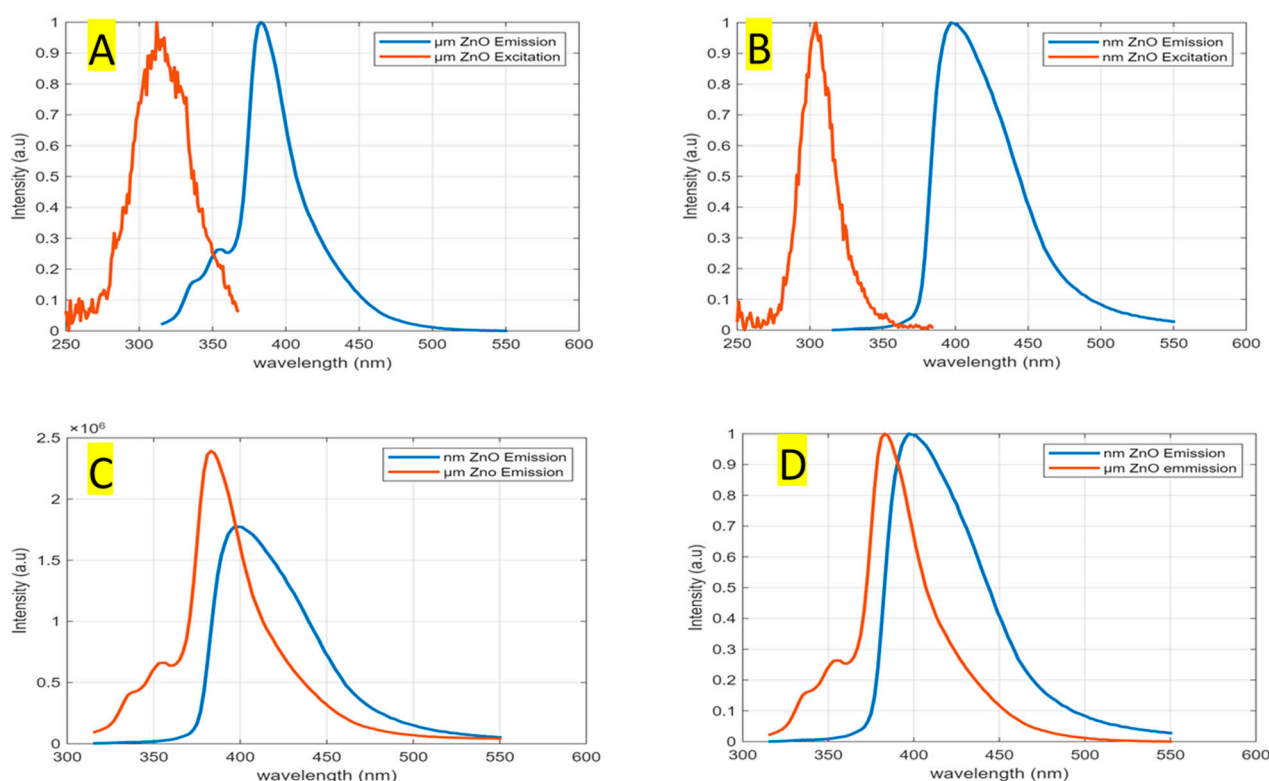 A
1
0.9
0.8
0.7
0.6
0.5
0.4
0.3
0.2
0.1
0
Intensity (a.u)
µm ZnO Emission
µm ZnO Excitation
250 300 350 400 450 500 550 600
wavelength (nm)
B
1
0.9
0.8
0.7
0.6
0.5
0.4
0.3
0.2
0.1
0
Intensity (a.u)
nm ZnO Emission
nm ZnO Excitation
250 300 350 400 450 500 550 600
wavelength (nm)
C
×10⁶
2.5
2
1.5
1
0.5
0
Intensity (a.u)
nm ZnO Emission
µm Zno Emission
300 350 400 450 500 550 600
wavelength (nm)
D
1
0.9
0.8
0.7
0.6
0.5
0.4
0.3
0.2
0.1
0
Intensity (a.u)
nm ZnO Emission
µm ZnO emmission
300 350 400 450 500 550 600
wavelength (nm)